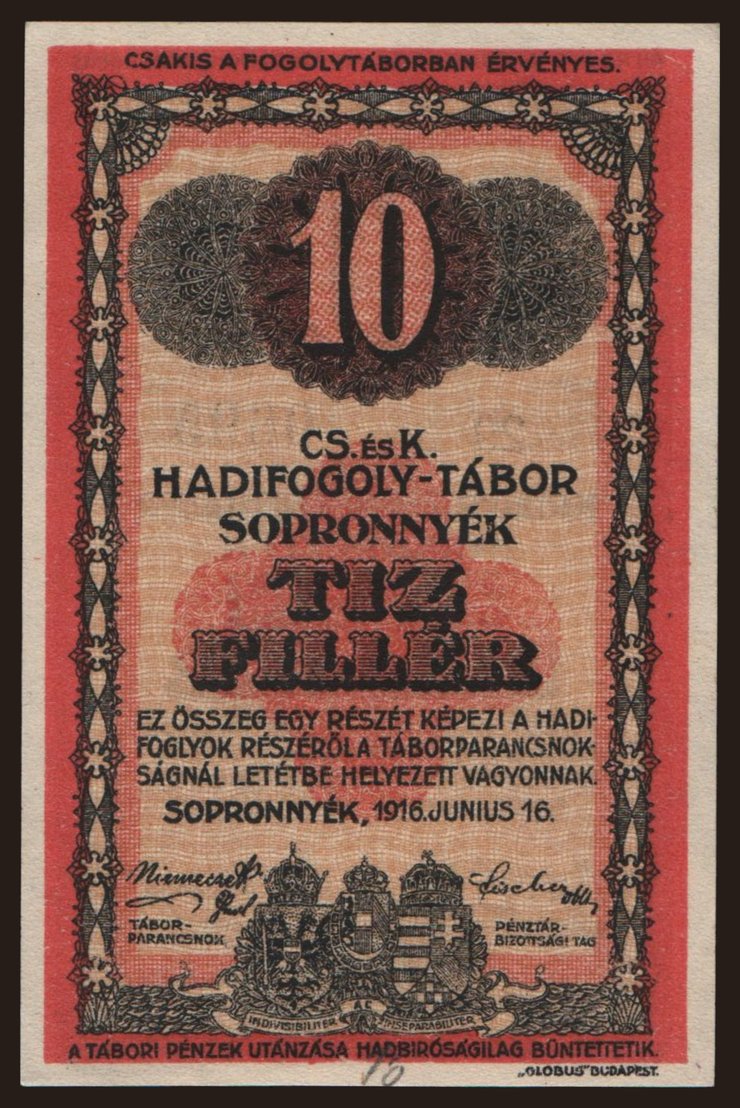 CSAKIS A FOGOLYTÁBORBAN ÉRVÉNYES.
10
CS. ÉS K.
HADIFOGOLY-TÁBOR
SOPRONNYÉK
TIZ
FILLÉR
EZ ÖSSZEG EGY RÉSZÉT KÉPEZI A HADI-
FOGLYOK RÉSZÉRŐL A TÁBORPARANCSNOK-
SÁGNÁL LETÉTBE HELYEZETT VAGYONNAK.
SOPRONNYÉK, 1916. JUNIUS 16.
TÁBOR-
PARANCSNOK
PÉNZTÁR-
BIZOTTSÁGI TAG
INDIVISIBILITER AC INSEPARABILITER
A TÁBORI PÉNZEK UTÁNZÁSA HADBIRÓSÁGILAG BÜNTETTETIK.
„GLOBUS" BUDAPEST.
10